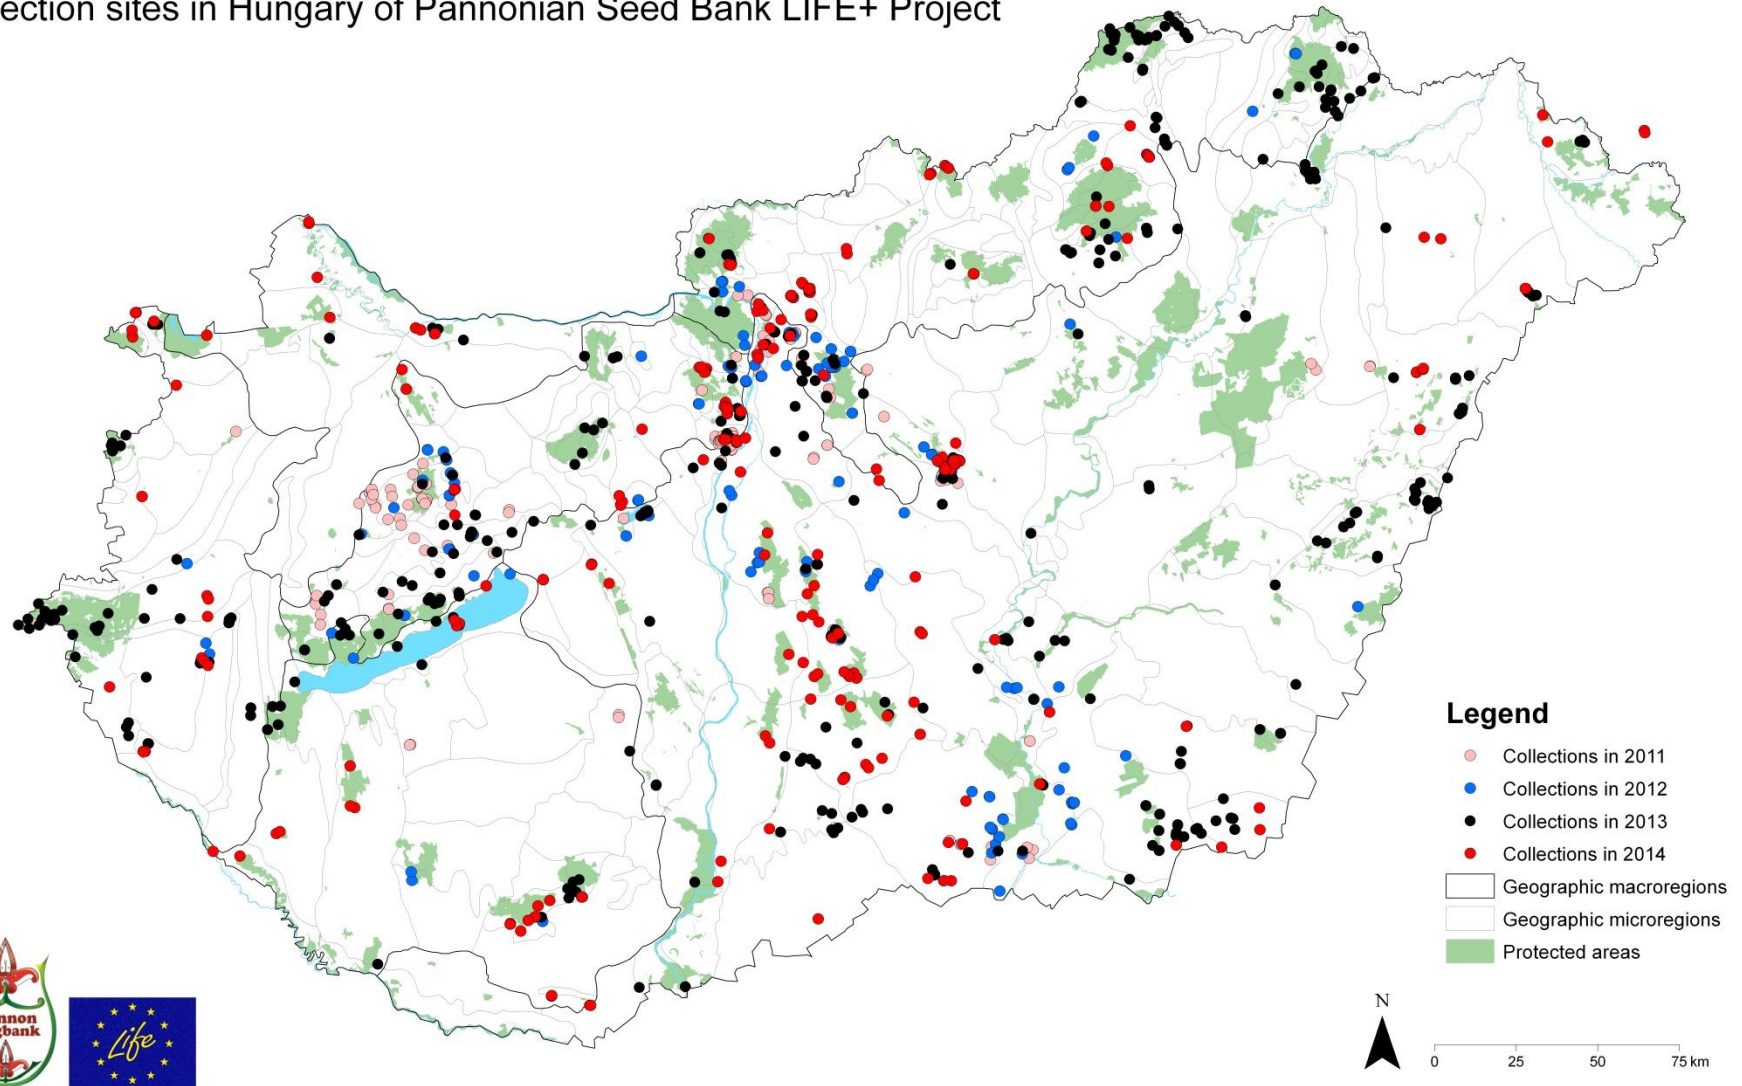 ection sites in Hungary of Pannonian Seed Bank LIFE+ Project
Legend
Collections in 2011
Collections in 2012
Collections in 2013
Collections in 2014
Geographic macroregions
Geographic microregions
Protected areas
nnon
gbank
Life
N
0 25 50 75 km